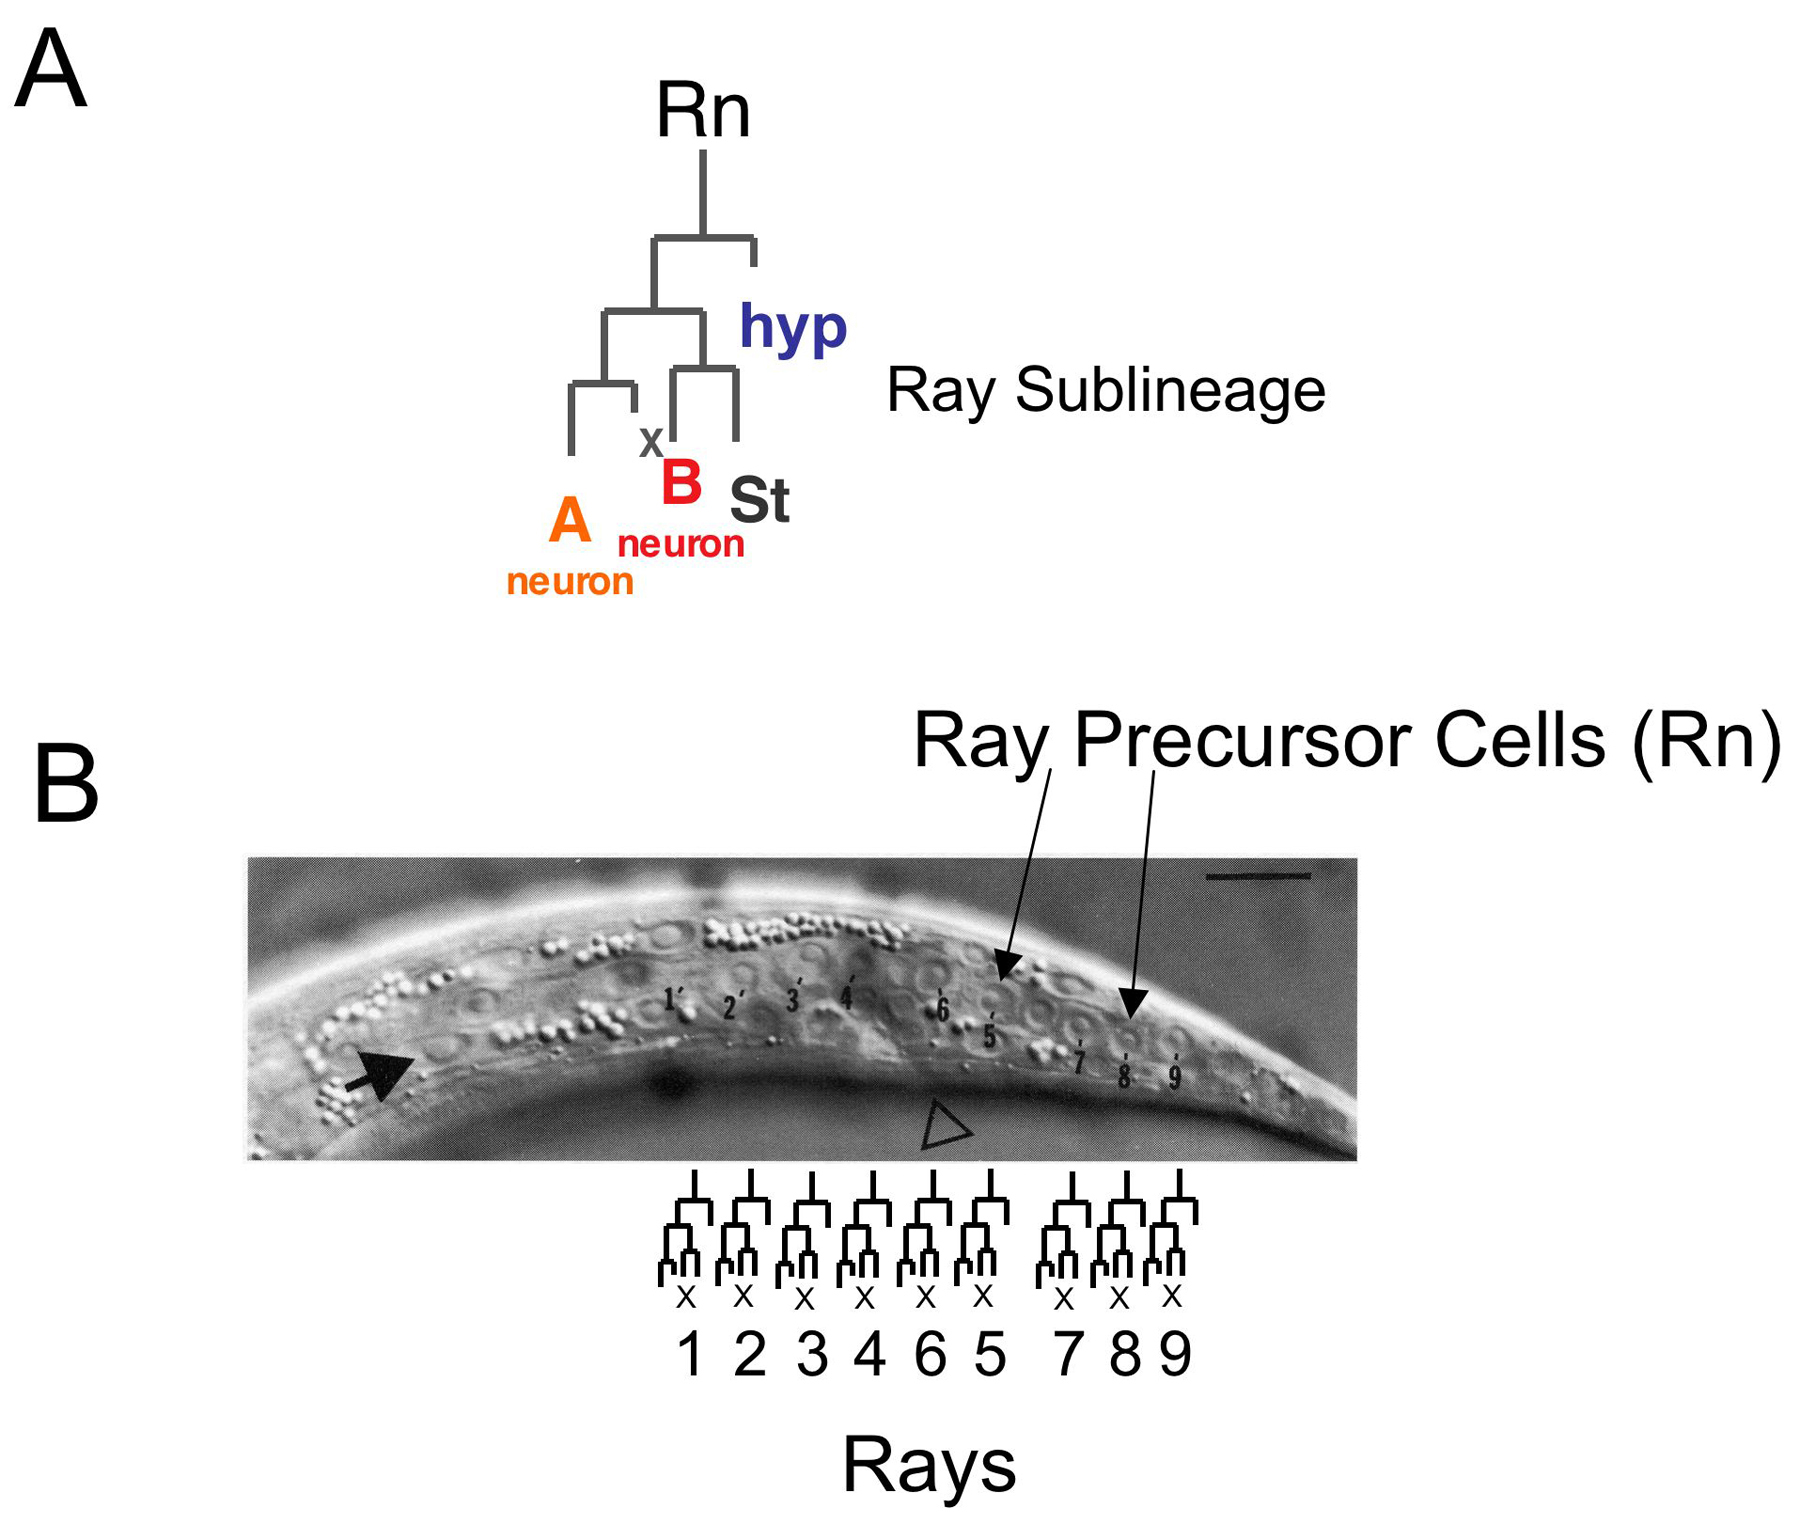 A
Rn
hyp
Ray Sublineage
X
B
St
A
neuron
neuron
B
Ray Precursor Cells (Rn)
1′ 2′ 3′ 4′ 6′ 5′ 7′ 8′ 9′
X X X X X X X X X
1 2 3 4 6 5 7 8 9
Rays